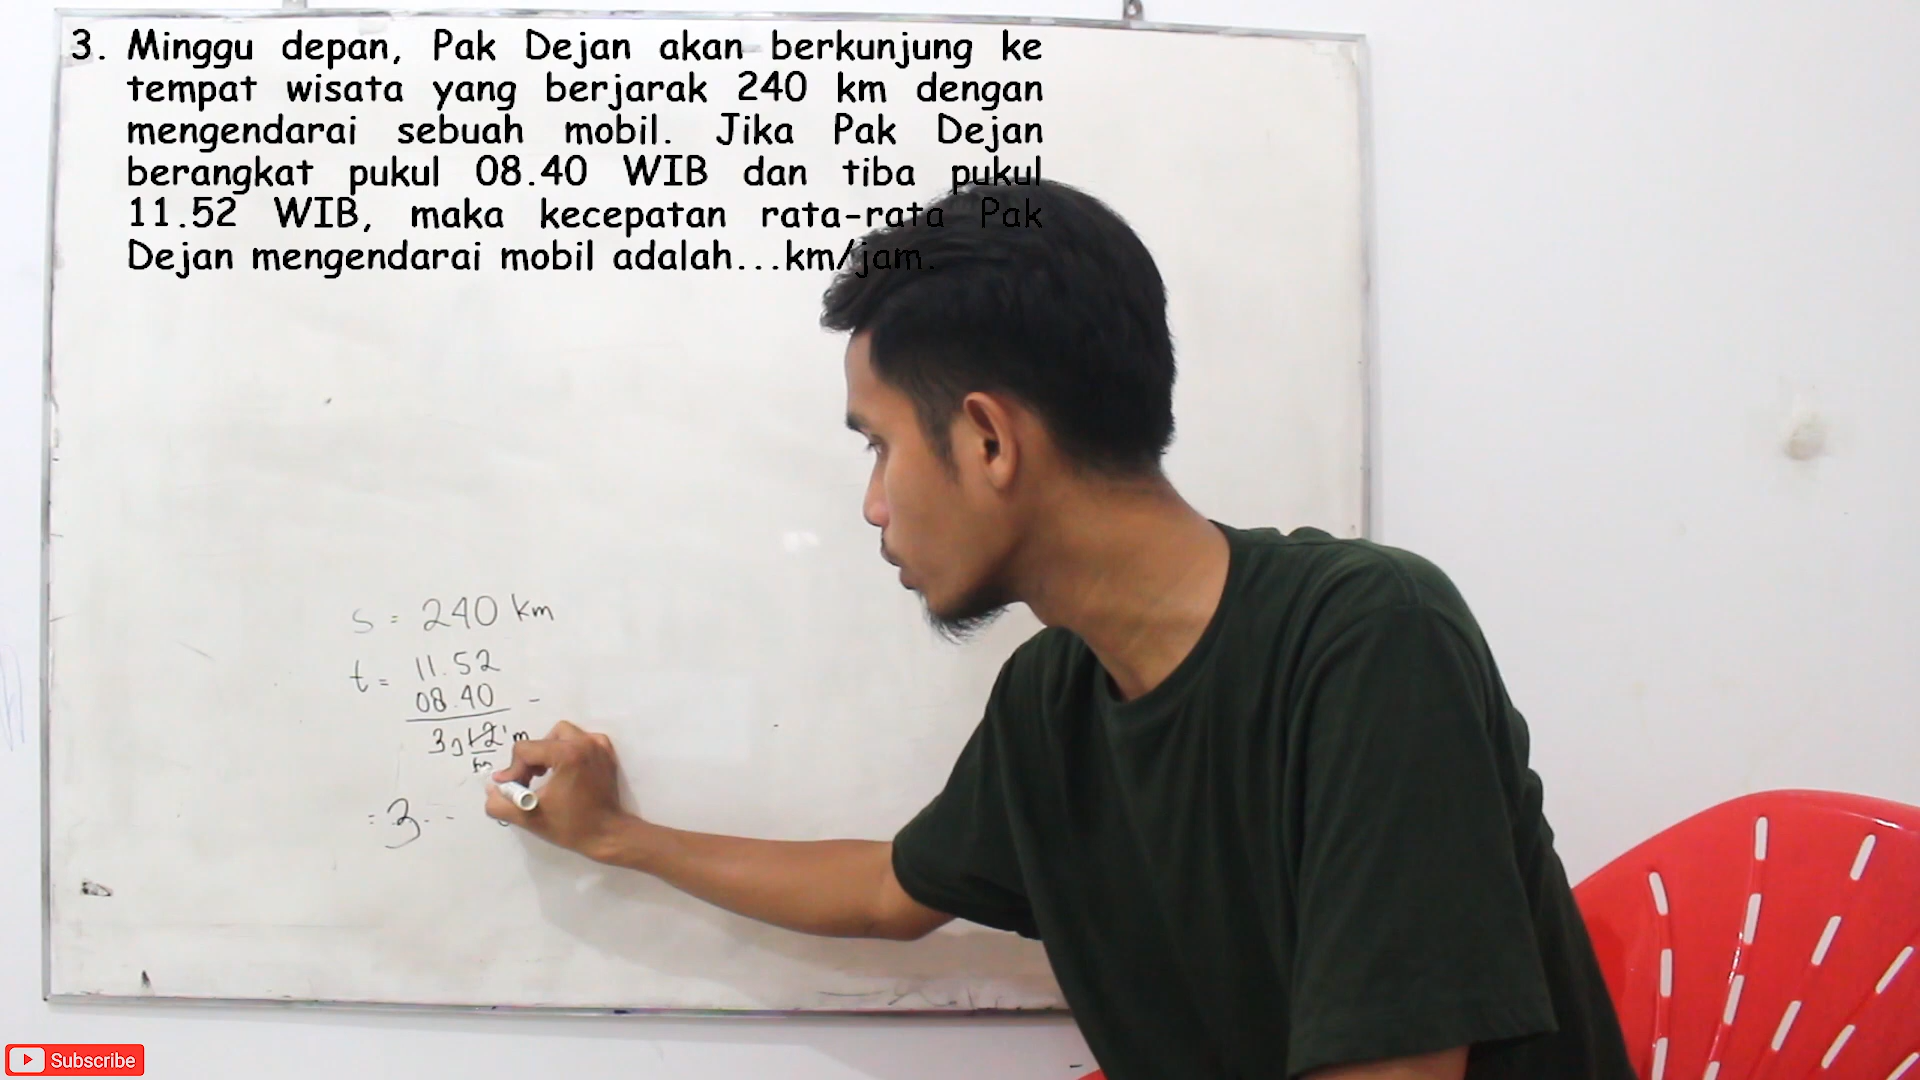 3. Minggu depan, Pak Dejan akan berkunjung ke
tempat wisata yang berjarak 240 km dengan
mengendarai sebuah mobil. Jika Pak Dejan
berangkat pukul 08.40 WIB dan tiba pukul
11.52 WIB, maka kecepatan rata-rata Pak
Dejan mengendarai mobil adalah...km/jam.
s = 240 km
t = 11.52
08.40 -
3 j 12' m
= 3
Subscribe